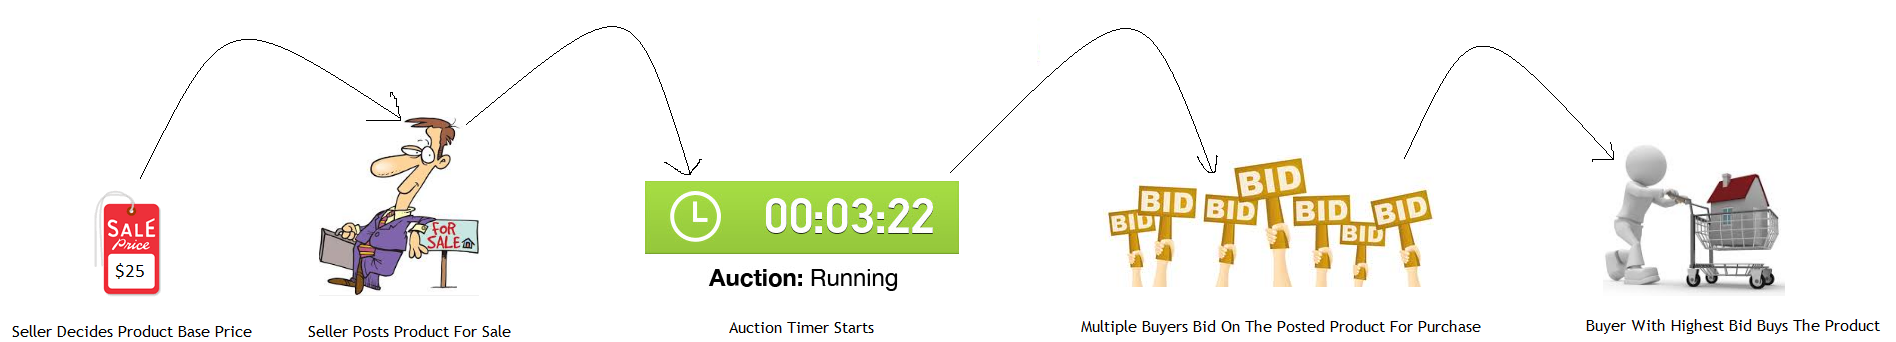 SALE
Price
$25
Seller Decides Product Base Price
FOR
SALE
Seller Posts Product For Sale
00:03:22
Auction: Running
Auction Timer Starts
BID
BID
BID
BID
BID
BID
BID
Multiple Buyers Bid On The Posted Product For Purchase
Buyer With Highest Bid Buys The Product